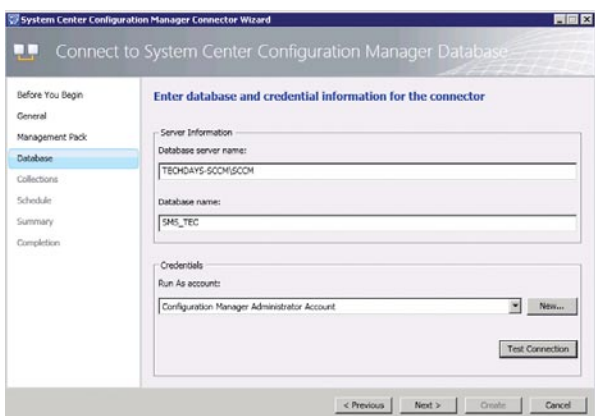 System Center Configuration Manager Connector Wizard
Connect to System Center Configuration Manager Database
Before You Begin
General
Management Pack
Database
Collections
Schedule
Summary
Completion
Enter database and credential information for the connector
Server Information
Database server name:
TECHDAYS-SCCM\SCCM
Database name:
SMS_TEC
Credentials
Run As account:
Configuration Manager Administrator Account
New...
Test Connection
< Previous
Next >
Create
Cancel